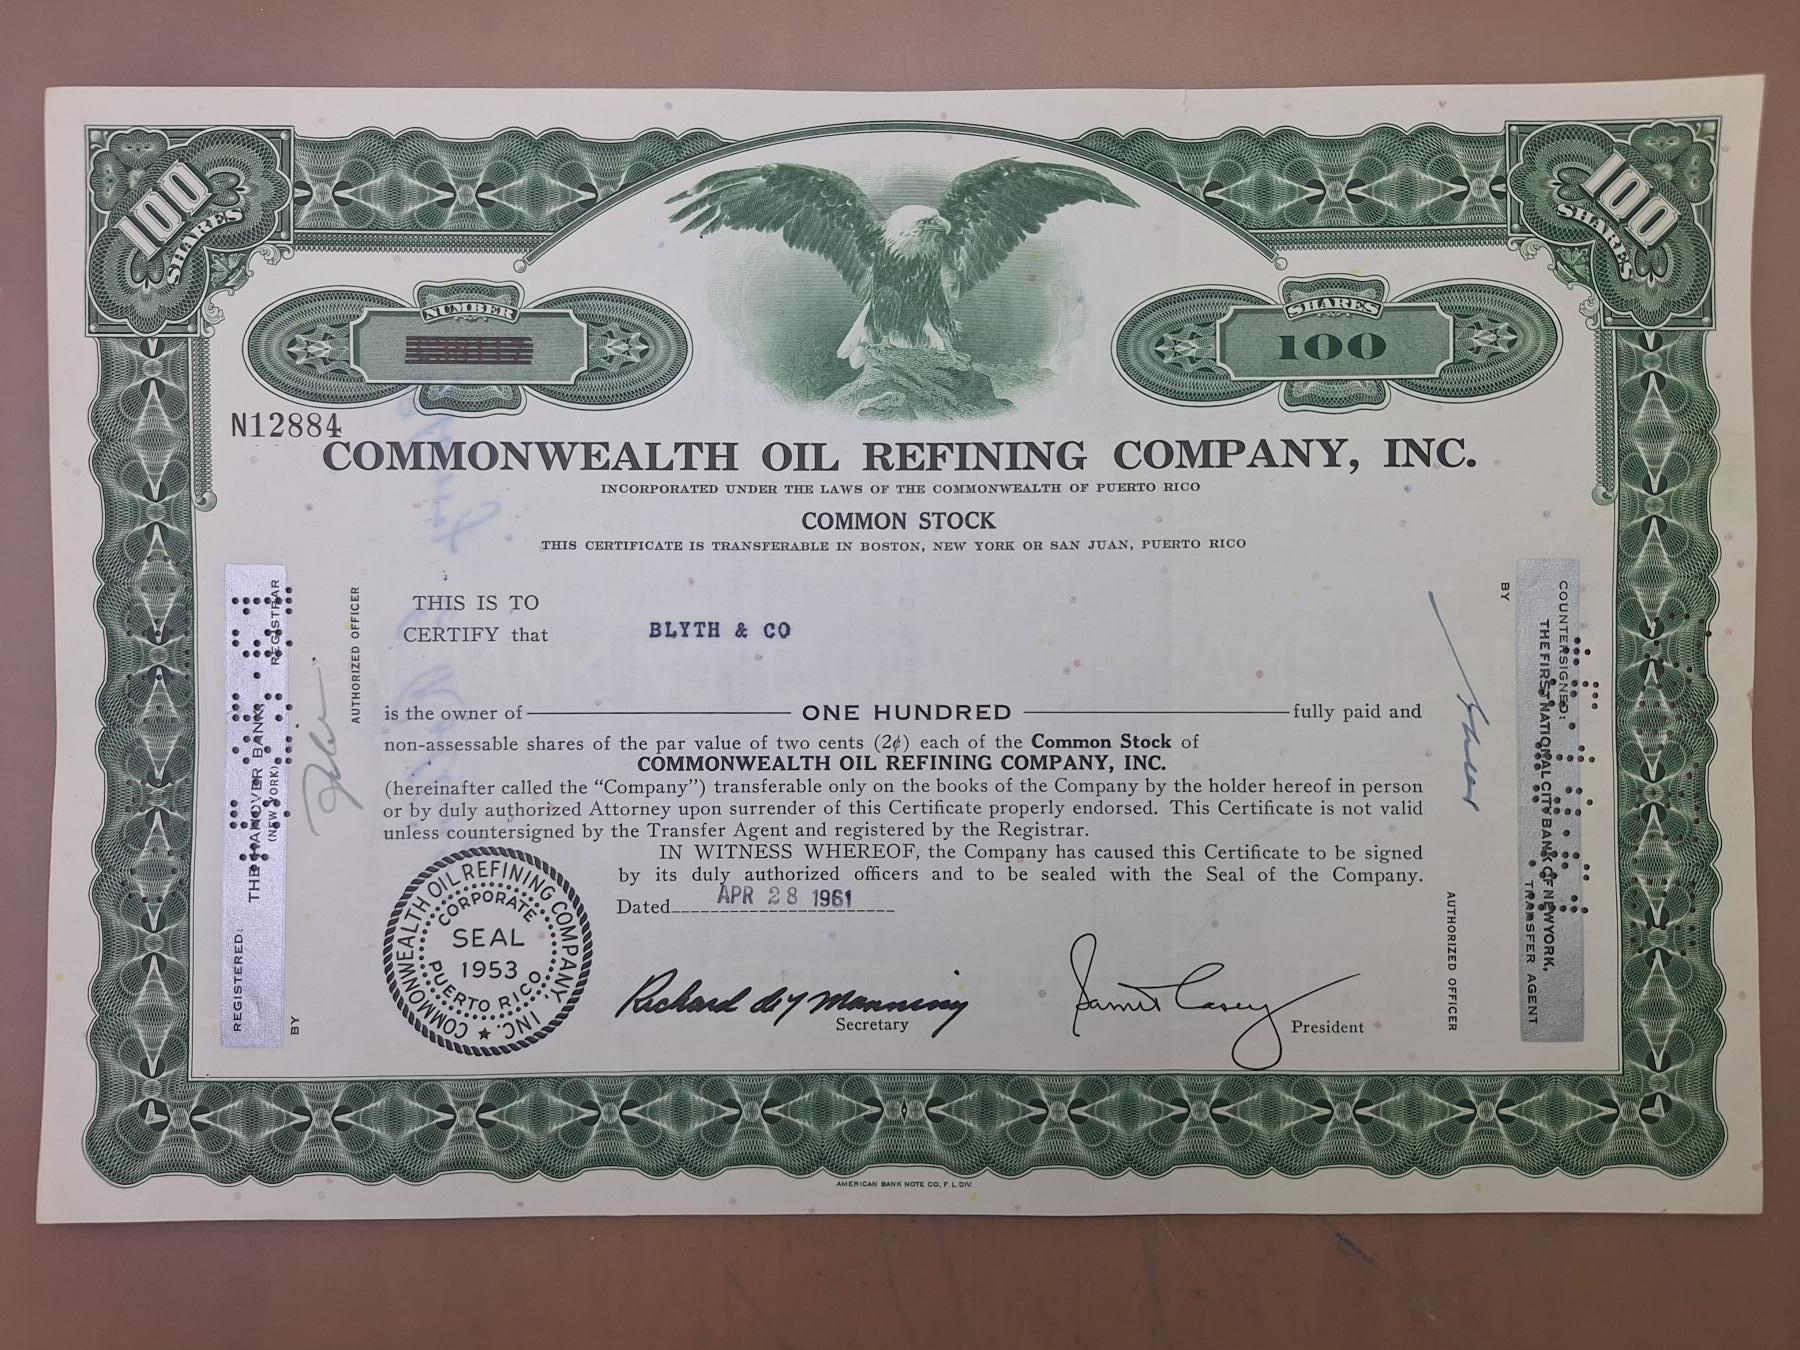 100
SHARES
100
SHARES
NUMBER
SHARES
100
N12884
COMMONWEALTH OIL REFINING COMPANY, INC.
INCORPORATED UNDER THE LAWS OF THE COMMONWEALTH OF PUERTO RICO
COMMON STOCK
THIS CERTIFICATE IS TRANSFERABLE IN BOSTON, NEW YORK OR SAN JUAN, PUERTO RICO
THIS IS TO
CERTIFY that BLYTH & CO
is the owner of ONE HUNDRED fully paid and
non-assessable shares of the par value of two cents (2¢) each of the Common Stock of
COMMONWEALTH OIL REFINING COMPANY, INC.
(hereinafter called the “Company”) transferable only on the books of the Company by the holder hereof in person
or by duly authorized Attorney upon surrender of this Certificate properly endorsed. This Certificate is not valid
unless countersigned by the Transfer Agent and registered by the Registrar.
IN WITNESS WHEREOF, the Company has caused this Certificate to be signed
by its duly authorized officers and to be sealed with the Seal of the Company.
Dated APR 28 1961
Richard deY Manning
Secretary
President
COMMONWEALTH OIL REFINING COMPANY, INC.
CORPORATE
SEAL
1953
PUERTO RICO
REGISTERED:
THE HANOVER BANK
(NEW YORK)
REGISTRAR
BY
AUTHORIZED OFFICER
COUNTERSIGNED:
THE FIRST NATIONAL CITY BANK OF NEW YORK,
TRANSFER AGENT
BY
AUTHORIZED OFFICER
AMERICAN BANK NOTE CO. F. L. DIV.